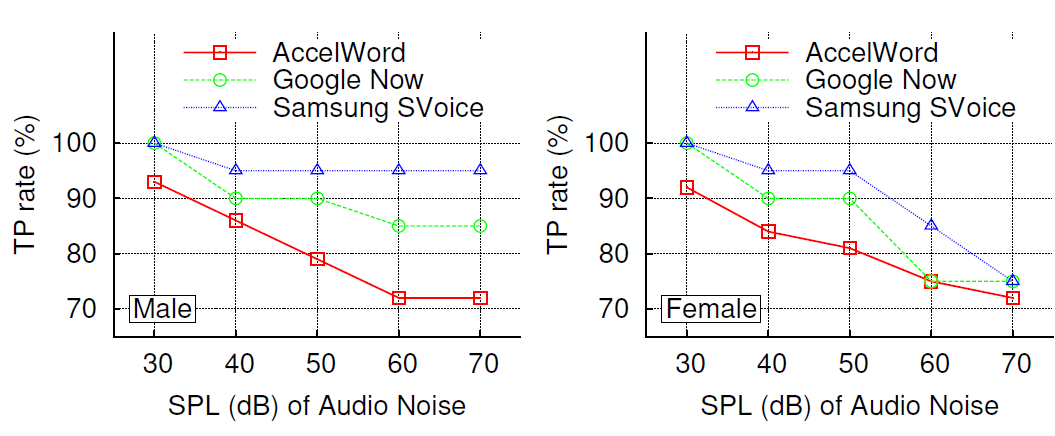 AccelWord
Google Now
Samsung SVoice
TP rate (%)
100
90
80
70
Male
30 40 50 60 70
SPL (dB) of Audio Noise
AccelWord
Google Now
Samsung SVoice
TP rate (%)
100
90
80
70
Female
30 40 50 60 70
SPL (dB) of Audio Noise